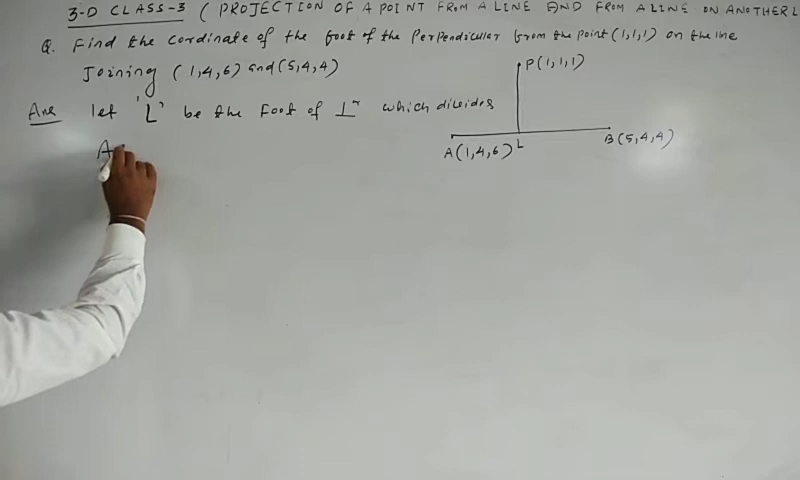 3-D CLASS-3 ( PROJECTION OF A POINT FROM A LINE AND FROM A LINE ON ANOTHER L
Q. Find the Cordinate of the foot of the Perpendicular from the point (1,1,1) on the line
Joining (1,4,6) and (5,4,4)
P(1,1,1)
Ans let 'L' be the Foot of ⊥r which divides
A(1,4,6) L B(5,4,4)
A